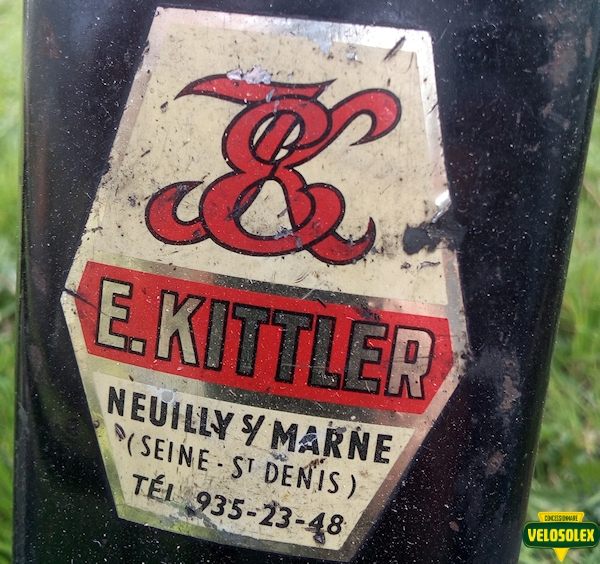 EK
E. KITTLER
NEUILLY S/ MARNE
(SEINE-ST DENIS)
TÉl 935-23-48
CONCESSIONNAIRE
VELOSOLEX